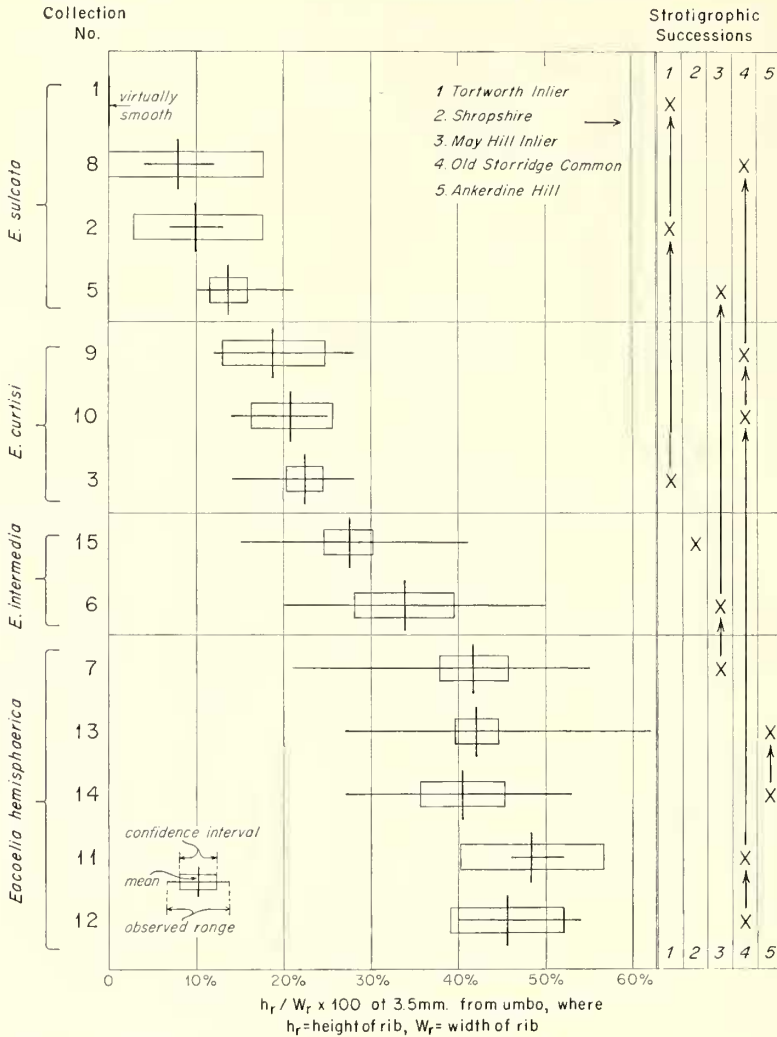 Collection
No.
Stratigraphic
Successions
1 2 3 4 5
E. sulcata
E. curtisi
E. intermedia
Eacoelia hemisphaerica
1
8
2
5
9
10
3
15
6
7
13
14
11
12
virtually
smooth
1 Tortworth Inlier
2. Shropshire
3. May Hill Inlier
4. Old Storridge Common
5. Ankerdine Hill
X
X
X
X
X
X
X
X
X
X
X
X
X
X
confidence interval
mean
observed range
1 2 3 4 5
0 10% 20% 30% 40% 50% 60%
hr / Wr x 100 at 3.5mm. from umbo, where
hr=height of rib, Wr= width of rib